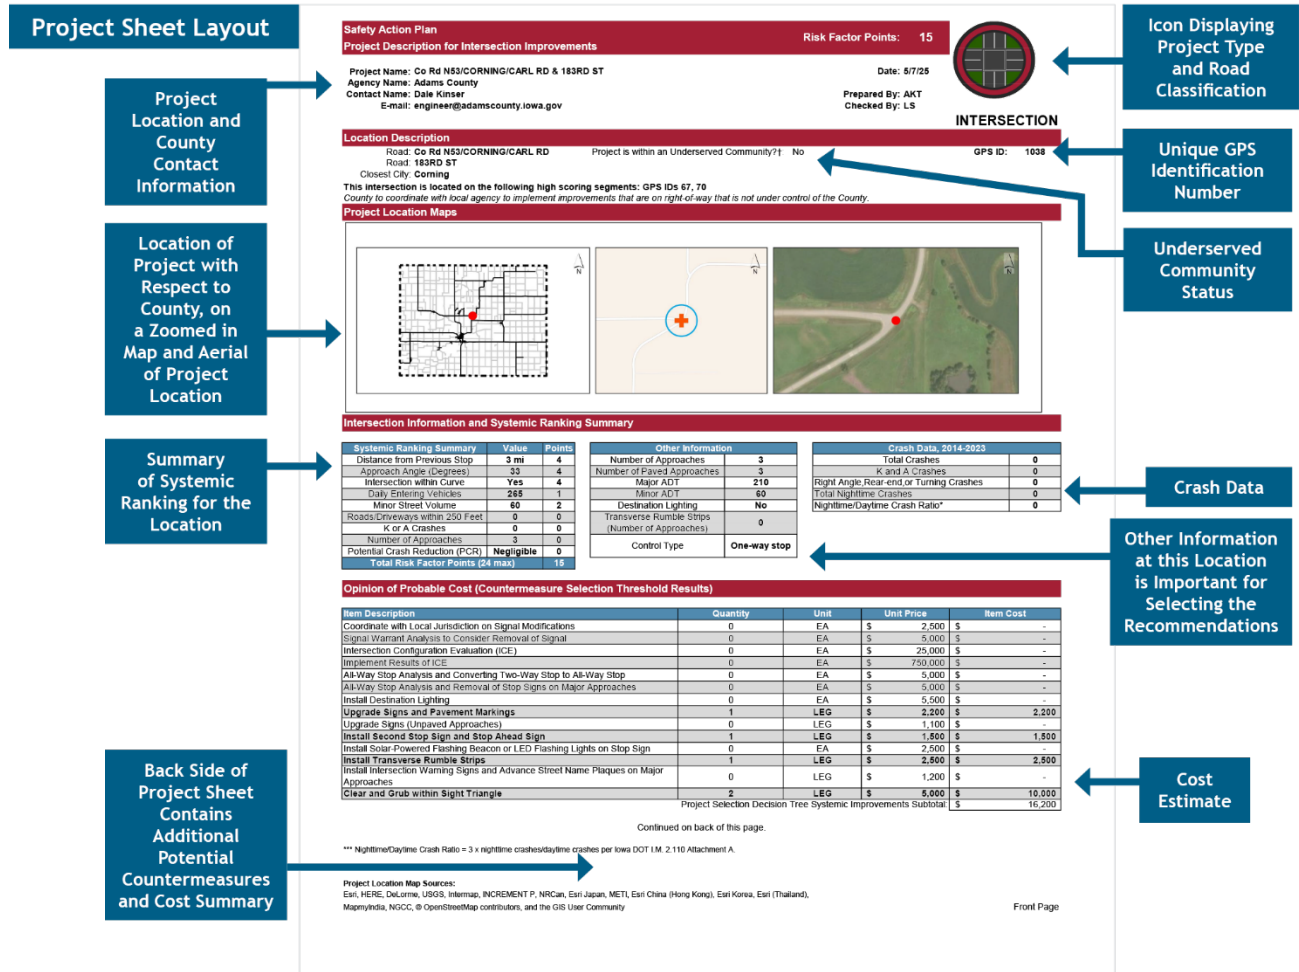 Project Sheet Layout
Project
Location and
County
Contact
Information
Location of
Project with
Respect to
County, on
a Zoomed in
Map and Aerial
of Project
Location
Summary
of Systemic
Ranking for the
Location
Back Side of
Project Sheet
Contains
Additional
Potential
Countermeasures
and Cost Summary
Safety Action Plan
Project Description for Intersection Improvements
Risk Factor Points: 15
Project Name: Co Rd N53/CORNING/CARL RD & 183RD ST
Agency Name: Adams County
Contact Name: Dale Kinser
E-mail: engineer@adamscounty.iowa.gov
Date: 5/7/25
Prepared By: AKT
Checked By: LS
INTERSECTION
Location Description
Road: Co Rd N53/CORNING/CARL RD
Road: 183RD ST
Closest City: Corning
Project is within an Underserved Community?† No
GPS ID: 1038
This intersection is located on the following high scoring segments: GPS IDs 67, 70
County to coordinate with local agency to implement improvements that are on right-of-way that is not under control of the County.
Project Location Maps
N
N
N
Intersection Information and Systemic Ranking Summary
Systemic Ranking Summary Value Points
Distance from Previous Stop 3 mi 4
Approach Angle (Degrees) 33 4
Intersection within Curve Yes 4
Daily Entering Vehicles 265 1
Minor Street Volume 60 2
Roads/Driveways within 250 Feet 0 0
K or A Crashes 0 0
Number of Approaches 3 0
Potential Crash Reduction (PCR) Negligible 0
Total Risk Factor Points (24 max) 15
Other Information
Number of Approaches 3
Number of Paved Approaches 3
Major ADT 210
Minor ADT 60
Destination Lighting No
Transverse Rumble Strips
(Number of Approaches) 0
Control Type One-way stop
Crash Data, 2014-2023
Total Crashes 0
K and A Crashes 0
Right Angle,Rear-end,or Turning Crashes 0
Total Nighttime Crashes 0
Nighttime/Daytime Crash Ratio* 0
Opinion of Probable Cost (Countermeasure Selection Threshold Results)
Item Description Quantity Unit Unit Price Item Cost
Coordinate with Local Jurisdiction on Signal Modifications 0 EA $ 2,500 $ -
Signal Warrant Analysis to Consider Removal of Signal 0 EA $ 5,000 $ -
Intersection Configuration Evaluation (ICE) 0 EA $ 25,000 $ -
Implement Results of ICE 0 EA $ 750,000 $ -
All-Way Stop Analysis and Converting Two-Way Stop to All-Way Stop 0 EA $ 5,000 $ -
All-Way Stop Analysis and Removal of Stop Signs on Major Approaches 0 EA $ 5,000 $ -
Install Destination Lighting 0 EA $ 5,500 $ -
Upgrade Signs and Pavement Markings 1 LEG $ 2,200 $ 2,200
Upgrade Signs (Unpaved Approaches) 0 LEG $ 1,100 $ -
Install Second Stop Sign and Stop Ahead Sign 1 LEG $ 1,500 $ 1,500
Install Solar-Powered Flashing Beacon or LED Flashing Lights on Stop Sign 0 EA $ 2,500 $ -
Install Transverse Rumble Strips 1 LEG $ 2,500 $ 2,500
Install Intersection Warning Signs and Advance Street Name Plaques on Major
Approaches 0 LEG $ 1,200 $ -
Clear and Grub within Sight Triangle 2 LEG $ 5,000 $ 10,000
Project Selection Decision Tree Systemic Improvements Subtotal: $ 16,200
Continued on back of this page.
*** Nighttime/Daytime Crash Ratio = 3 x nighttime crashes/daytime crashes per Iowa DOT I.M. 2.110 Attachment A.
Project Location Map Sources:
Esri, HERE, DeLorme, USGS, Intermap, INCREMENT P, NRCan, Esri Japan, METI, Esri China (Hong Kong), Esri Korea, Esri (Thailand),
MapmyIndia, NGCC, © OpenStreetMap contributors, and the GIS User Community
Front Page
Icon Displaying
Project Type
and Road
Classification
Unique GPS
Identification
Number
Underserved
Community
Status
Crash Data
Other Information
at this Location
is Important for
Selecting the
Recommendations
Cost
Estimate